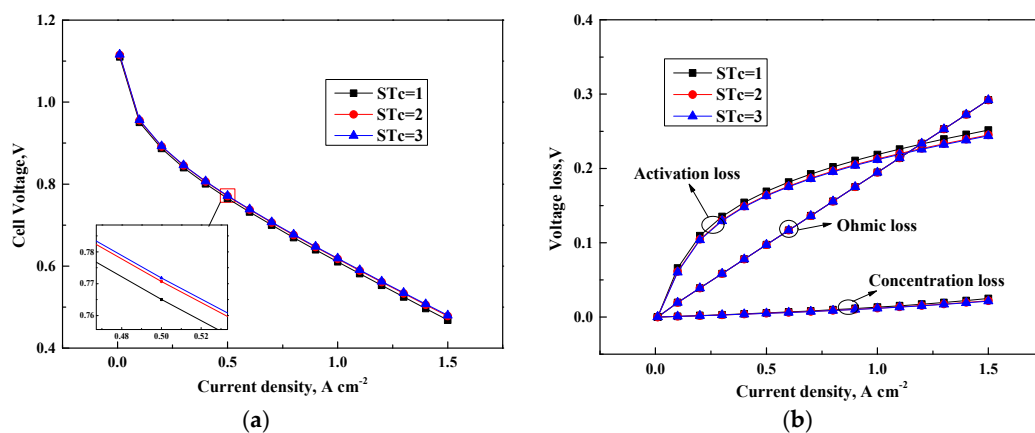 1.2
1.0
0.8
0.6
0.4
Cell Voltage,V
STc=1
STc=2
STc=3
0.78
0.77
0.76
0.48
0.50
0.52
0.0
0.5
1.0
1.5
Current density, A cm-2
(a)
0.4
0.3
0.2
0.1
0.0
Voltage loss,V
STc=1
STc=2
STc=3
Activation loss
Ohmic loss
Concentration loss
0.0
0.5
1.0
1.5
Current density, A cm-2
(b)